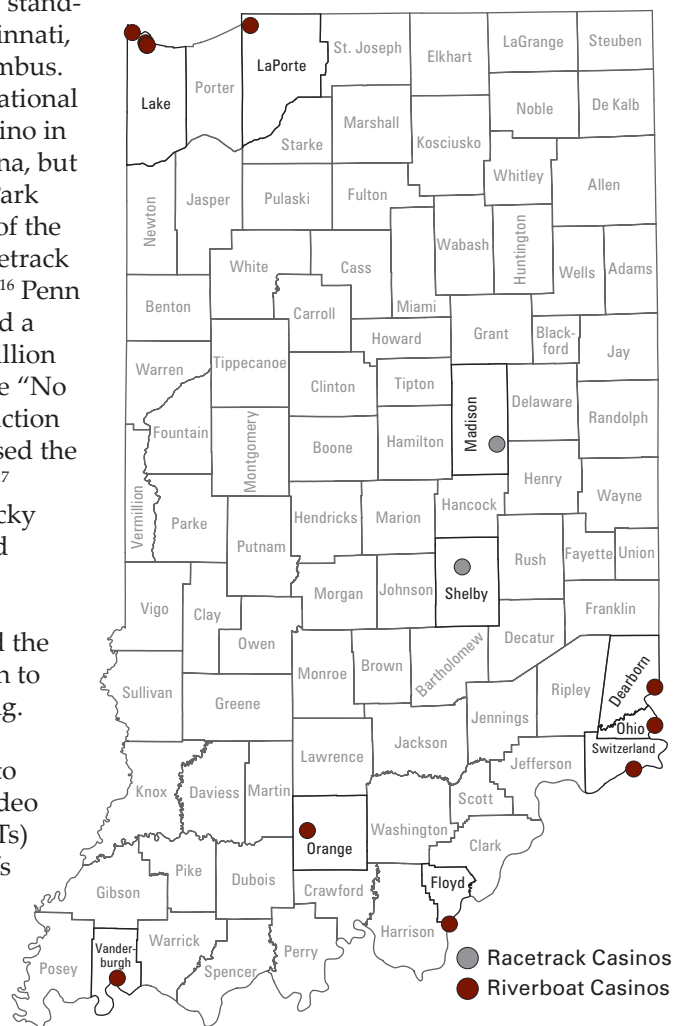 stand-
innati,
mbus.
ational
ino in
na, but
Park
of the
etrack
16 Penn
d a
llion
e “No
ction
sed the
7
cky
d
d the
n to
g.
to
deo
Ts)
’s
St. Joseph
Elkhart
LaGrange
Steuben
LaPorte
Porter
Lake
Noble
De Kalb
Marshall
Kosciusko
Starke
Whitley
Allen
Newton
Jasper
Pulaski
Fulton
Wabash
Huntington
Wells
Adams
White
Cass
Miami
Benton
Carroll
Howard
Grant
Black-
ford
Jay
Warren
Tippecanoe
Clinton
Tipton
Madison
Delaware
Randolph
Fountain
Montgomery
Boone
Hamilton
Henry
Wayne
Vermillion
Parke
Putnam
Hendricks
Marion
Hancock
Rush
Fayette
Union
Vigo
Clay
Owen
Morgan
Johnson
Shelby
Franklin
Decatur
Sullivan
Greene
Monroe
Brown
Bartholomew
Ripley
Dearborn
Ohio
Switzerland
Jennings
Jefferson
Jackson
Lawrence
Knox
Daviess
Martin
Scott
Washington
Clark
Orange
Floyd
Gibson
Pike
Dubois
Crawford
Harrison
Posey
Vander-
burgh
Warrick
Spencer
Perry
Racetrack Casinos
Riverboat Casinos